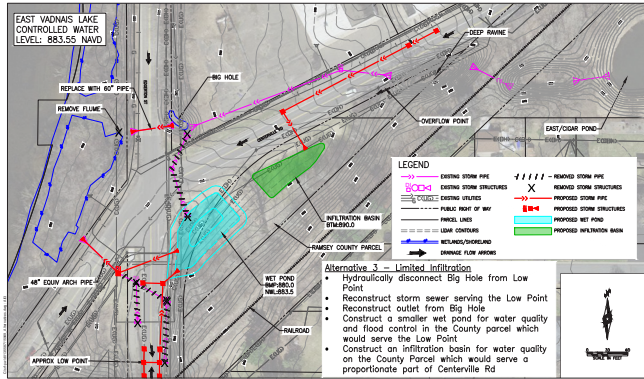 EAST VADNAIS LAKE
CONTROLLED WATER
LEVEL: 883.55 NAVD
DEEP RAVINE
REPLACE WITH 60" PIPE
BIG HOLE
REMOVE FLUME
OVERFLOW POINT
EAST/CIGAR POND
LEGEND
EXISTING STORM PIPE
EXISTING STORM STRUCTURES
EXISTING UTILITIES
PUBLIC RIGHT OF WAY
PARCEL LINES
LIDAR CONTOURS
WETLANDS/SHORELAND
DRAINAGE FLOW ARROWS
REMOVED STORM PIPE
REMOVED STORM STRUCTURES
PROPOSED STORM PIPE
PROPOSED STORM STRUCTURES
PROPOSED WET POND
PROPOSED INFILTRATION BASIN
INFILTRATION BASIN
BTM:890.0
RAMSEY COUNTY PARCEL
WET POND
BMP:880.0
NWL:883.5
48" EQUIV ARCH PIPE
RAILROAD
APPROX LOW POINT
Alternative 3 – Limited Infiltration
• Hydraulically disconnect Big Hole from Low
Point
• Reconstruct storm sewer serving the Low Point
• Reconstruct outlet from Big Hole
• Construct a smaller wet pond for water quality
and flood control in the County parcel which
would serve the Low Point
• Construct an infiltration basin for water quality
on the County Parcel which would serve a
proportionate part of Centerville Rd
SCALE IN FEET